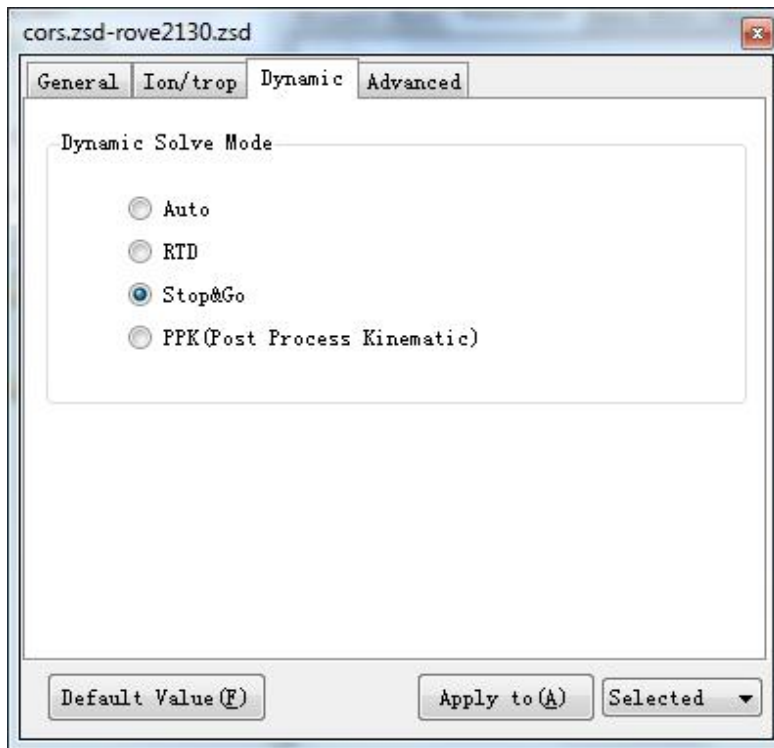 cors.zsd-rove2130.zsd
General Ion/trop Dynamic Advanced
Dynamic Solve Mode
Auto
RTD
Stop&Go
PPK(Post Process Kinematic)
Default Value(F) Apply to(A) Selected